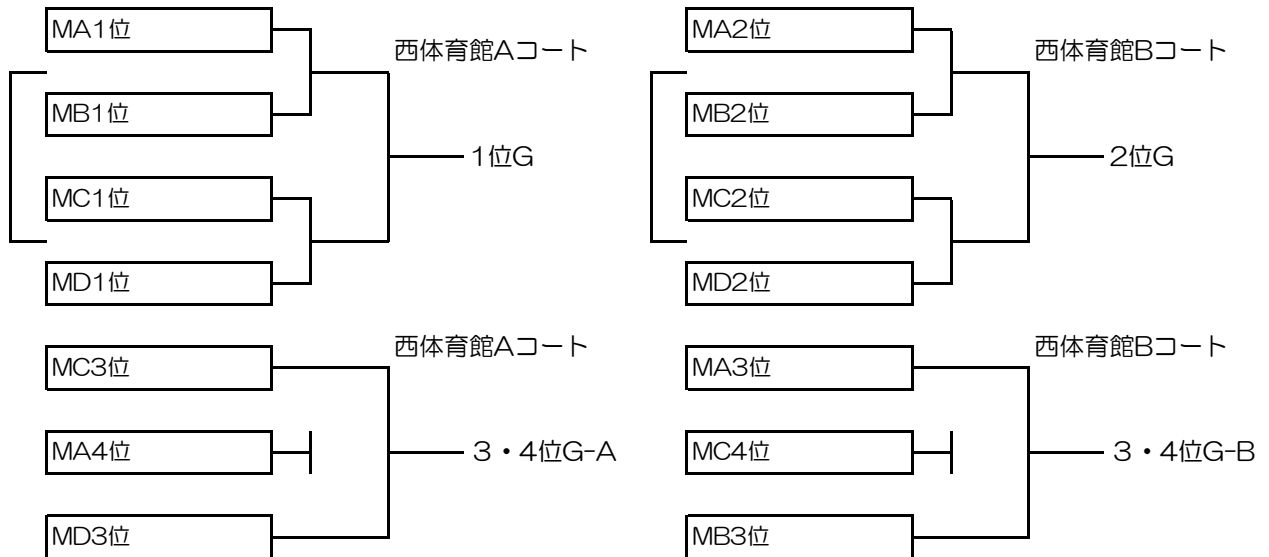 MA1位
西体育館Aコート
MB1位
1位G
MC1位
MD1位
MA2位
西体育館Bコート
MB2位
2位G
MC2位
MD2位
西体育館Aコート
MC3位
MA4位
3・4位G-A
MD3位
西体育館Bコート
MA3位
MC4位
3・4位G-B
MB3位